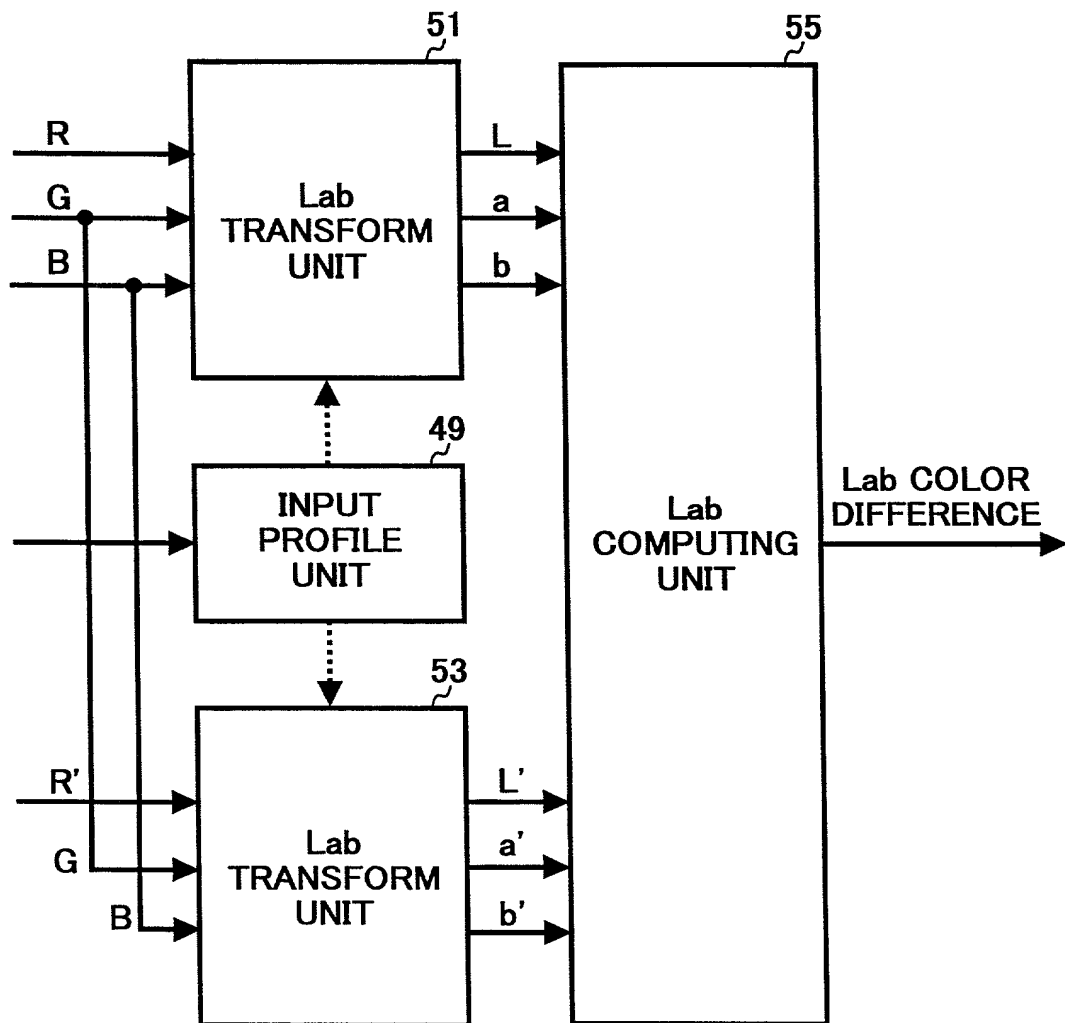 51
55
R
G
B
Lab
TRANSFORM
UNIT
L
a
b
49
INPUT
PROFILE
UNIT
Lab
COMPUTING
UNIT
Lab COLOR
DIFFERENCE
53
R'
G
B
Lab
TRANSFORM
UNIT
L'
a'
b'